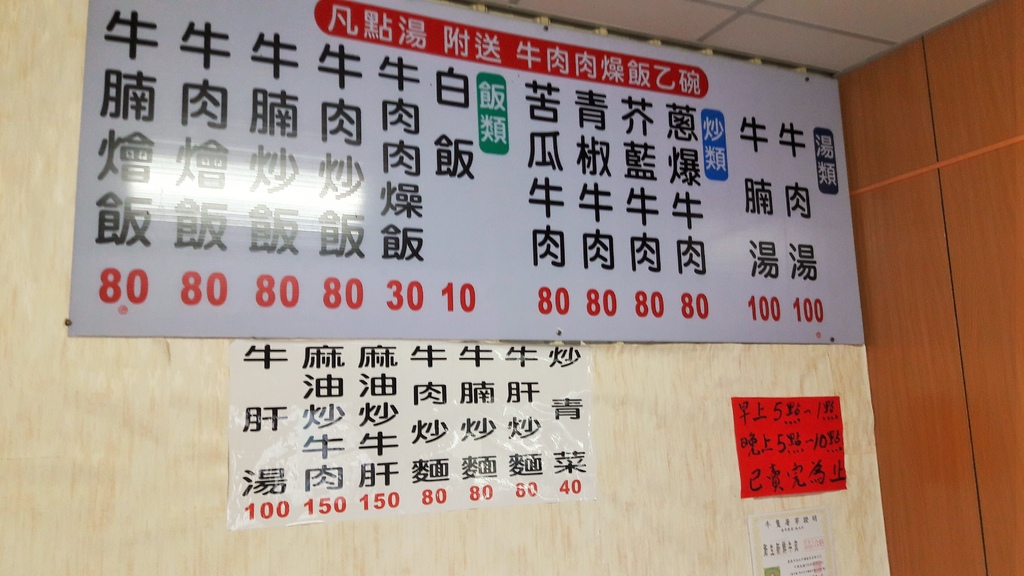 凡點湯 附送 牛肉肉燥飯乙碗
湯類
牛肉湯 100
牛腩湯 100
炒類
蔥爆牛肉 80
芥藍牛肉 80
青椒牛肉 80
苦瓜牛肉 80
飯類
白飯 10
牛肉肉燥飯 30
牛肉炒飯 80
牛腩炒飯 80
牛肉燴飯 80
牛腩燴飯 80
炒青菜 40
牛肝炒麵 80
牛腩炒麵 80
牛肉炒麵 80
麻油炒牛肝 150
麻油炒牛肉 150
牛肝湯 100
早上5點~1點
晚上5點~10點
已賣完為止